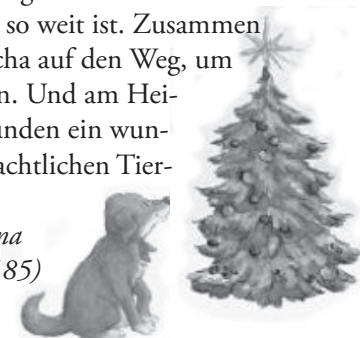 so weit ist. Zusammen
cha auf den Weg, um
n. Und am Hei-
unden ein wun-
achtlichen Tier-
na
85)